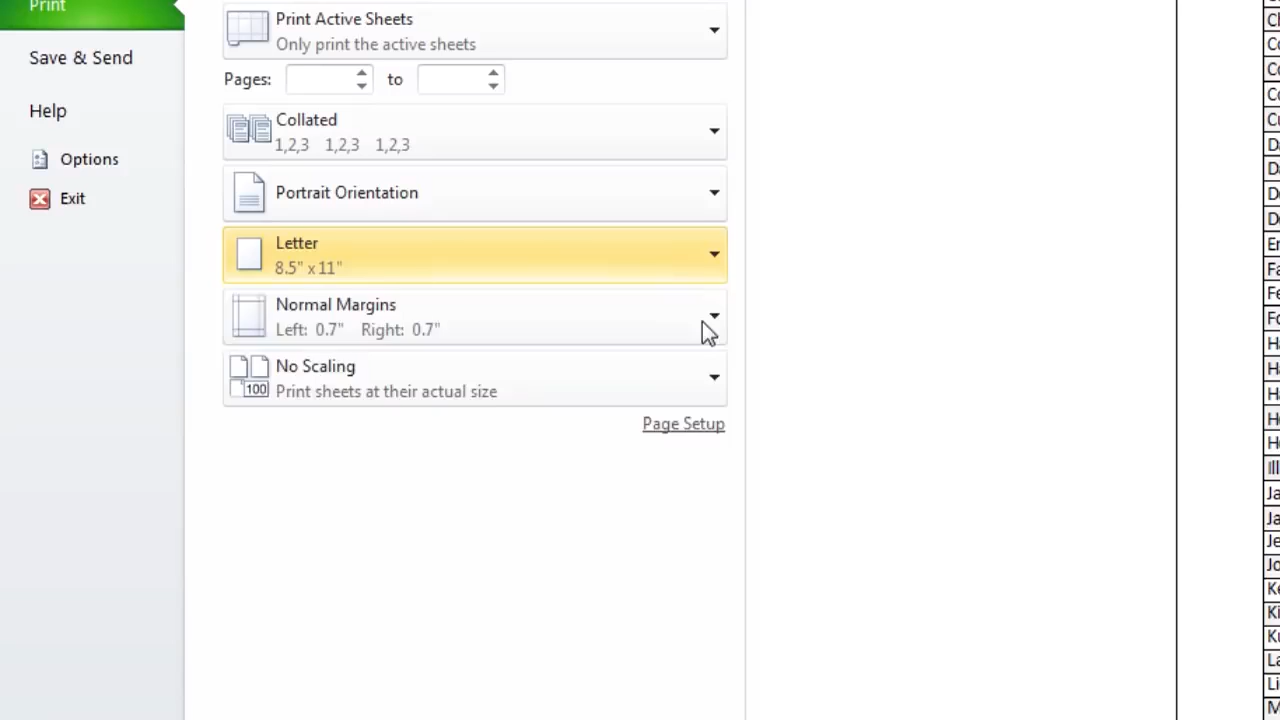 Print
Print Active Sheets
Only print the active sheets
Save & Send
Pages: to
Help
Collated
1,2,3 1,2,3 1,2,3
Options
Portrait Orientation
Exit
Letter
8.5" x 11"
Normal Margins
Left: 0.7" Right: 0.7"
No Scaling
100
Print sheets at their actual size
Page Setup